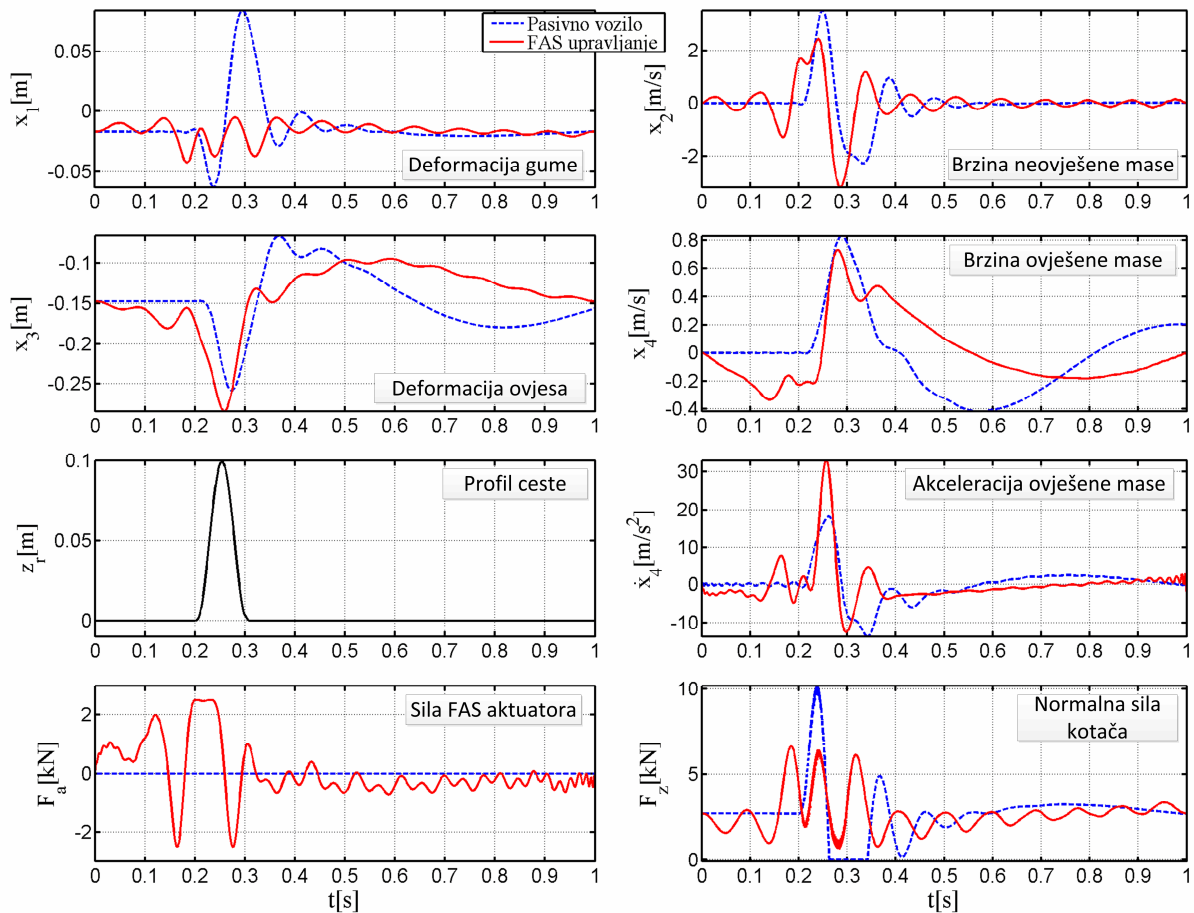 Pasivno vozilo
FAS upravljanje
0.05
0
-0.05
x1[m]
Deformacija gume
0 0.1 0.2 0.3 0.4 0.5 0.6 0.7 0.8 0.9 1
2
0
-2
x2[m/s]
Brzina neovješene mase
0 0.1 0.2 0.3 0.4 0.5 0.6 0.7 0.8 0.9 1
-0.1
-0.15
-0.2
-0.25
x3[m]
Deformacija ovjesa
0 0.1 0.2 0.3 0.4 0.5 0.6 0.7 0.8 0.9 1
0.8
0.6
0.4
0.2
0
-0.2
-0.4
x4[m/s]
Brzina ovješene mase
0 0.1 0.2 0.3 0.4 0.5 0.6 0.7 0.8 0.9 1
0.1
0.05
0
zr[m]
Profil ceste
0 0.1 0.2 0.3 0.4 0.5 0.6 0.7 0.8 0.9 1
30
20
10
0
-10
ẋ4[m/s²]
Akceleracija ovješene mase
0 0.1 0.2 0.3 0.4 0.5 0.6 0.7 0.8 0.9 1
2
0
-2
Fa[kN]
Sila FAS aktuatora
0 0.1 0.2 0.3 0.4 0.5 0.6 0.7 0.8 0.9 1
t[s]
10
5
0
Fz[kN]
Normalna sila
kotača
0 0.1 0.2 0.3 0.4 0.5 0.6 0.7 0.8 0.9 1
t[s]